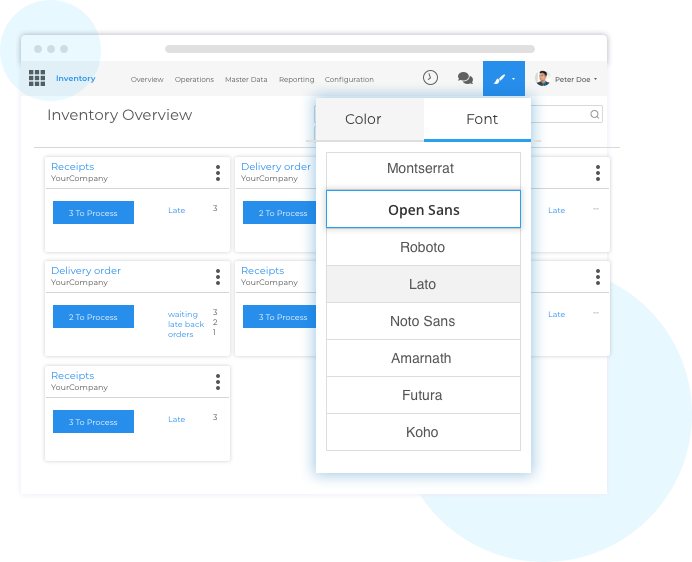 Inventory
Overview
Operations
Master Data
Reporting
Configuration
Peter Doe
Inventory Overview
Color
Font
Montserrat
Open Sans
Roboto
Lato
Noto Sans
Amarnath
Futura
Koho
Receipts
YourCompany
3 To Process
Late
3
Delivery order
2 To Process
Late
--
Delivery order
YourCompany
2 To Process
waiting 3
late back 2
orders 1
Receipts
YourCompany
3 To Process
Late
--
Receipts
YourCompany
3 To Process
Late
3